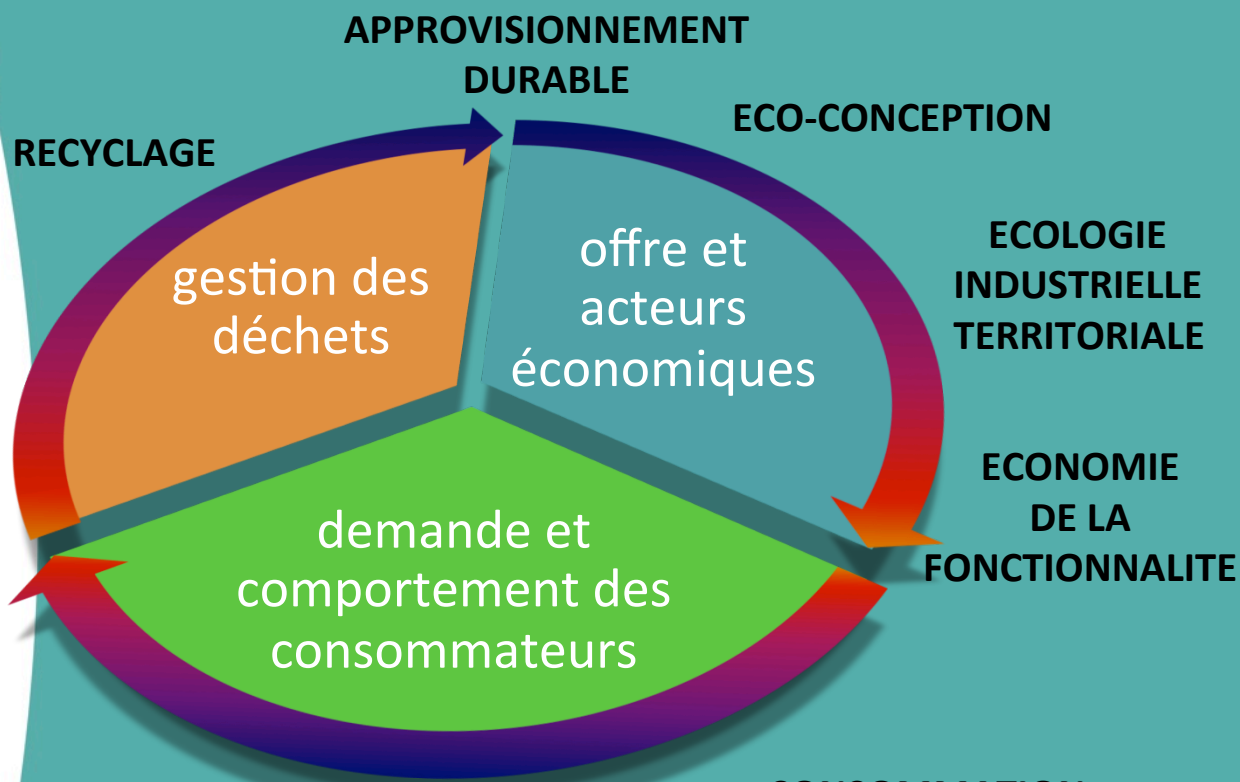 APPROVISIONNEMENT
DURABLE
ECO-CONCEPTION
RECYCLAGE
ECOLOGIE
INDUSTRIELLE
TERRITORIALE
offre et
acteurs
économiques
gestion des
déchets
ECONOMIE
DE LA
FONCTIONNALITE
demande et
comportement des
consommateurs